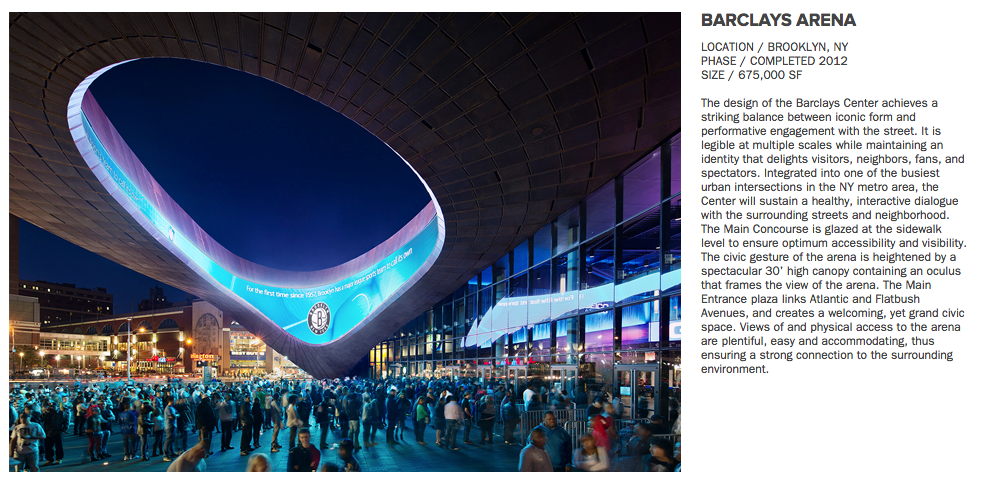 BARCLAYS ARENA
LOCATION / BROOKLYN, NY
PHASE / COMPLETED 2012
SIZE / 675,000 SF
The design of the Barclays Center achieves a
striking balance between iconic form and
performative engagement with the street. It is
legible at multiple scales while maintaining an
identity that delights visitors, neighbors, fans, and
spectators. Integrated into one of the busiest
urban intersections in the NY metro area, the
Center will sustain a healthy, interactive dialogue
with the surrounding streets and neighborhood.
The Main Concourse is glazed at the sidewalk
level to ensure optimum accessibility and visibility.
The civic gesture of the arena is heightened by a
spectacular 30’ high canopy containing an oculus
that frames the view of the arena. The Main
Entrance plaza links Atlantic and Flatbush
Avenues, and creates a welcoming, yet grand civic
space. Views of and physical access to the arena
are plentiful, easy and accommodating, thus
ensuring a strong connection to the surrounding
environment.
For the first time since 1957, Brooklyn has a major league sports team to call its own
B
BROOKLYN
NEW YORK
BEST BUY